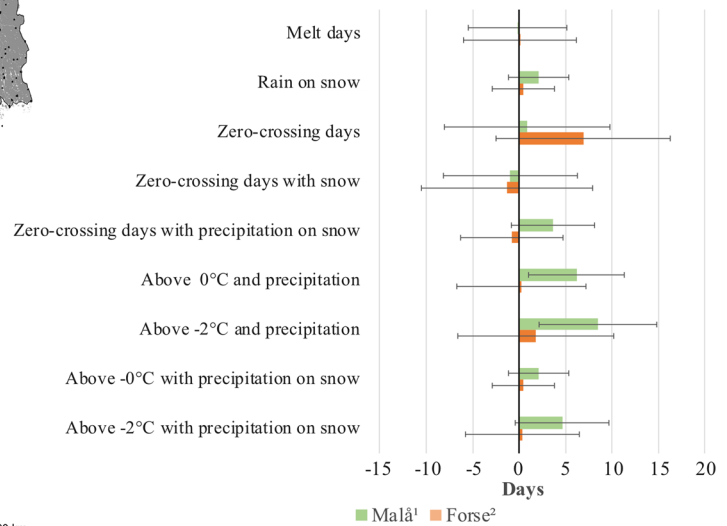 Melt days
Rain on snow
Zero-crossing days
Zero-crossing days with snow
Zero-crossing days with precipitation on snow
Above 0°C and precipitation
Above -2°C and precipitation
Above -0°C with precipitation on snow
Above -2°C with precipitation on snow
-15 -10 -5 0 5 10 15 20
Days
Malå¹ Forse²